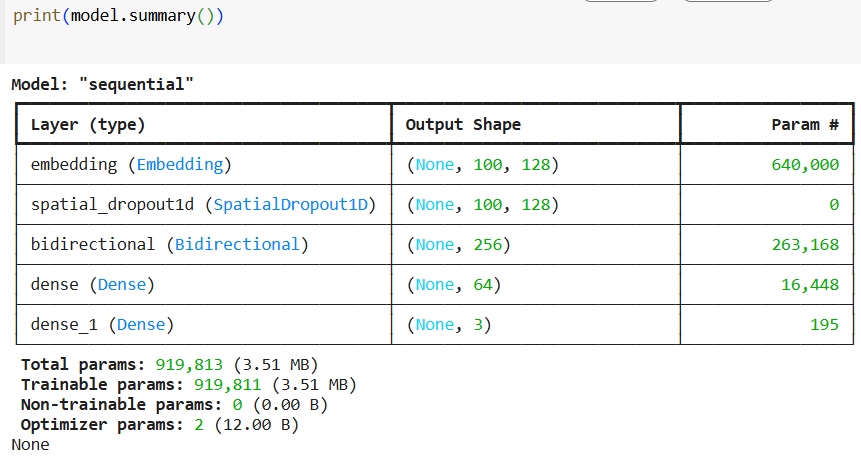 print(model.summary())
Model: "sequential"
Layer (type) Output Shape Param #
embedding (Embedding) (None, 100, 128) 640,000
spatial_dropout1d (SpatialDropout1D) (None, 100, 128) 0
bidirectional (Bidirectional) (None, 256) 263,168
dense (Dense) (None, 64) 16,448
dense_1 (Dense) (None, 3) 195
Total params: 919,813 (3.51 MB)
Trainable params: 919,811 (3.51 MB)
Non-trainable params: 0 (0.00 B)
Optimizer params: 2 (12.00 B)
None